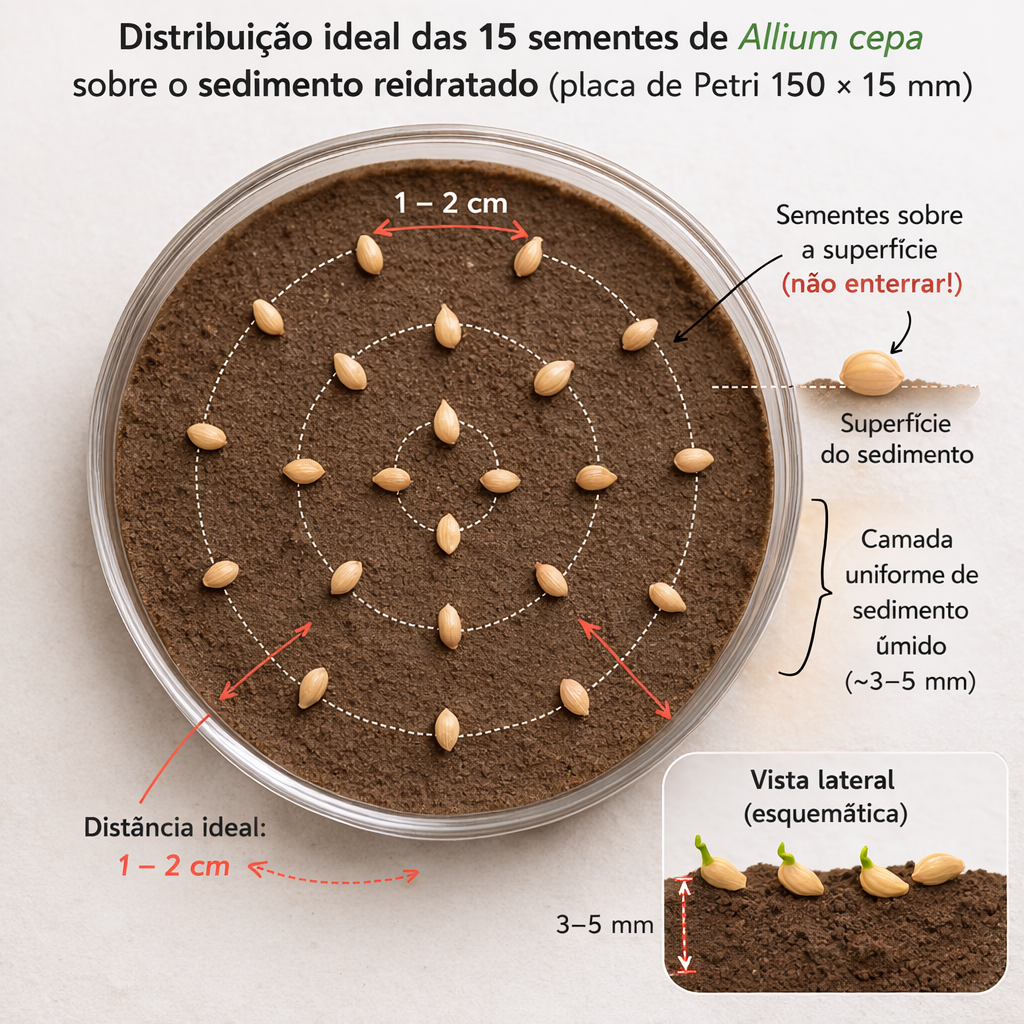 Distribuição ideal das 15 sementes de Allium cepa
sobre o sedimento reidratado (placa de Petri 150 × 15 mm)
1 – 2 cm
Sementes sobre
a superfície
(não enterrar!)
Superfície
do sedimento
Camada
uniforme de
sedimento
úmido
(~3–5 mm)
Distância ideal:
1 – 2 cm
Vista lateral
(esquemática)
3–5 mm